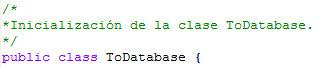 /*
*Inicialización de la clase ToDatabase.
*/
public class ToDatabase {